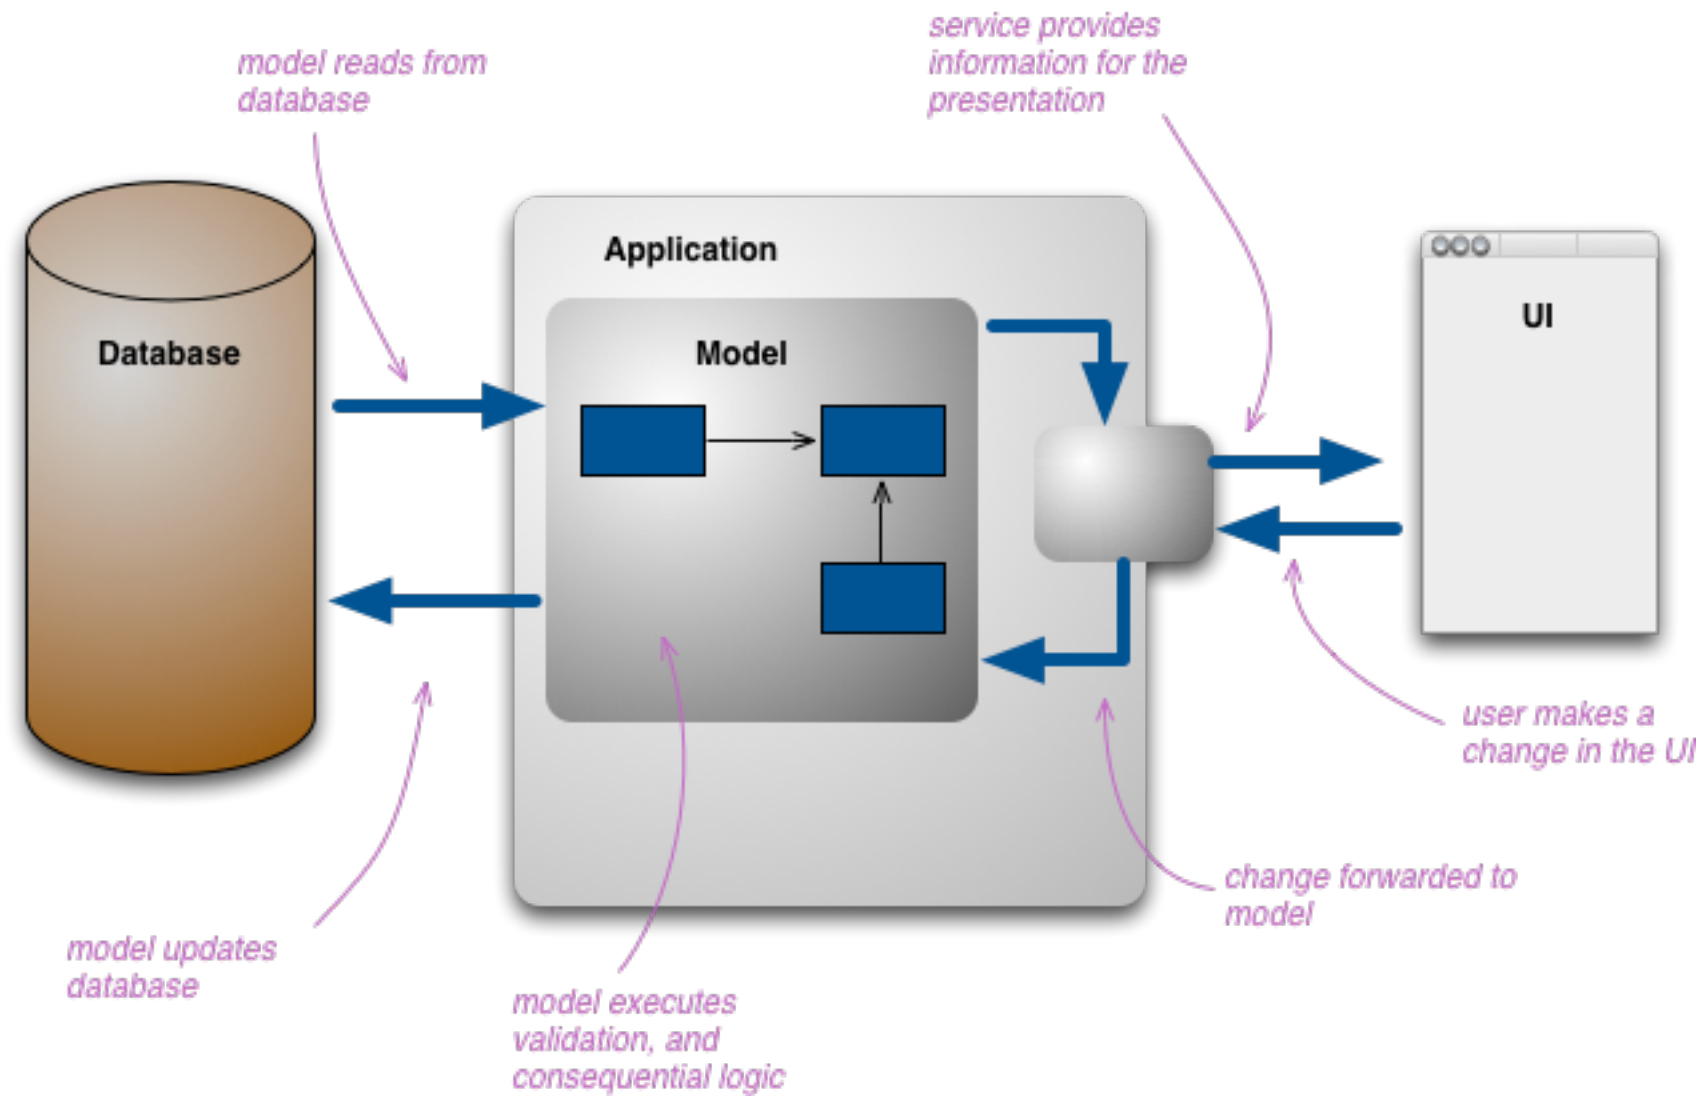 service provides
information for the
presentation
model reads from
database
Application
UI
Database
Model
user makes a
change in the UI
change forwarded to
model
model updates
database
model executes
validation, and
consequential logic